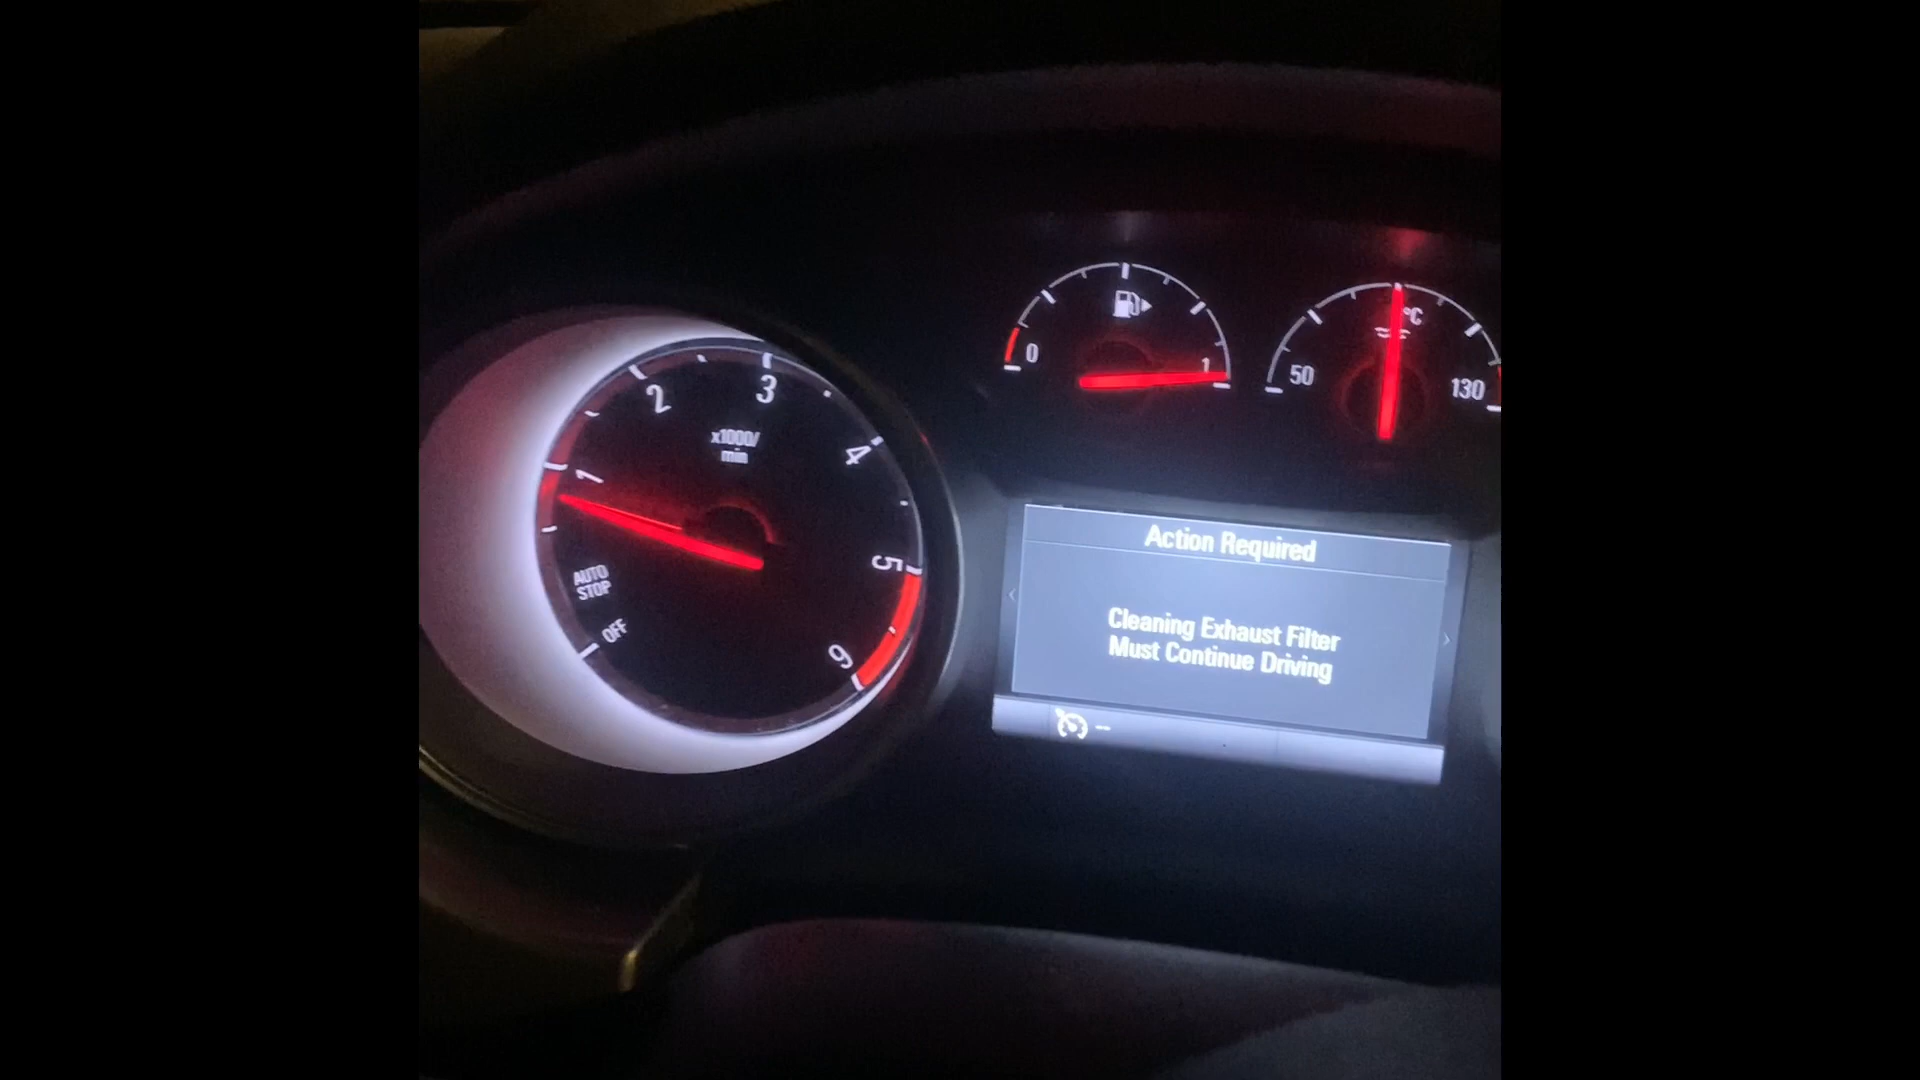 0
1
50
°C
130
1
2
3
4
5
6
x1000/
min
AUTO
STOP
OFF
Action Required
Cleaning Exhaust Filter
Must Continue Driving
--